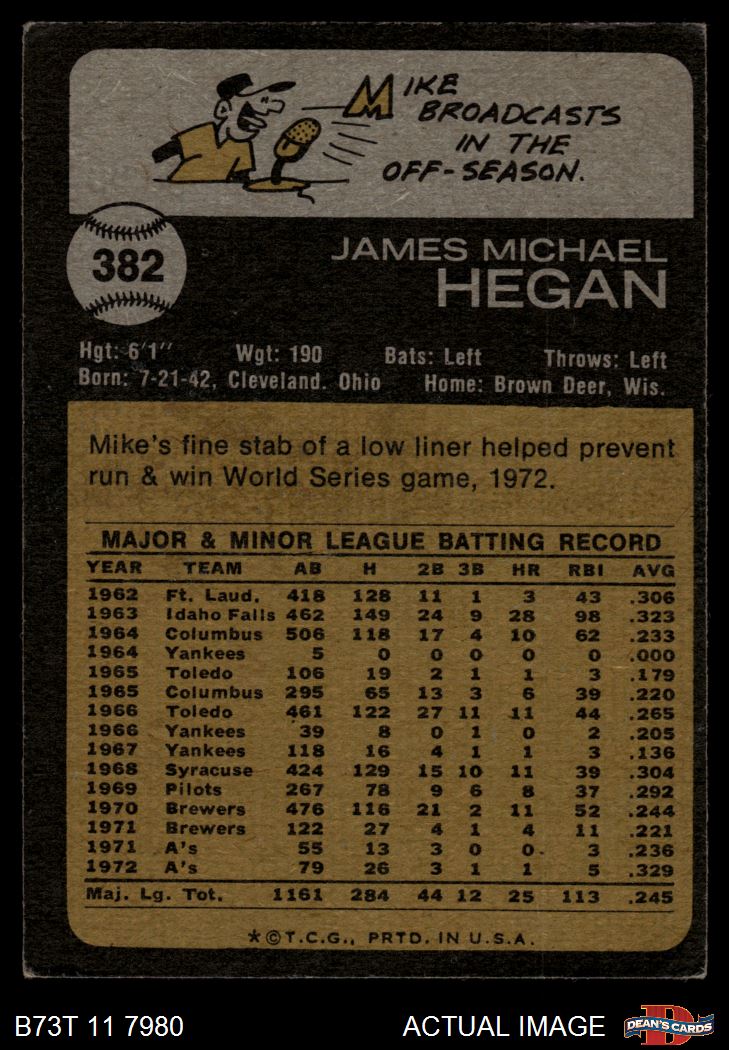 MIKE
BROADCASTS
IN THE
OFF-SEASON.
382
JAMES MICHAEL
HEGAN
Hgt: 6'1" Wgt: 190 Bats: Left Throws: Left
Born: 7-21-42, Cleveland. Ohio Home: Brown Deer, Wis.
Mike's fine stab of a low liner helped prevent
run & win World Series game, 1972.
MAJOR & MINOR LEAGUE BATTING RECORD
YEAR TEAM AB H 2B 3B HR RBI AVG
1962 Ft. Laud. 418 128 11 1 3 43 .306
1963 Idaho Falls 462 149 24 9 28 98 .323
1964 Columbus 506 118 17 4 10 62 .233
1964 Yankees 5 0 0 0 0 0 .000
1965 Toledo 106 19 2 1 1 3 .179
1965 Columbus 295 65 13 3 6 39 .220
1966 Toledo 461 122 27 11 11 44 .265
1966 Yankees 39 8 0 1 0 2 .205
1967 Yankees 118 16 4 1 1 3 .136
1968 Syracuse 424 129 15 10 11 39 .304
1969 Pilots 267 78 9 6 8 37 .292
1970 Brewers 476 116 21 2 11 52 .244
1971 Brewers 122 27 4 1 4 11 .221
1971 A's 55 13 3 0 0 3 .236
1972 A's 79 26 3 1 1 5 .329
Maj. Lg. Tot. 1161 284 44 12 25 113 .245
*©T.C.G., PRTD. IN U.S.A.
B73T 11 7980 ACTUAL IMAGE D DEAN'S CARDS